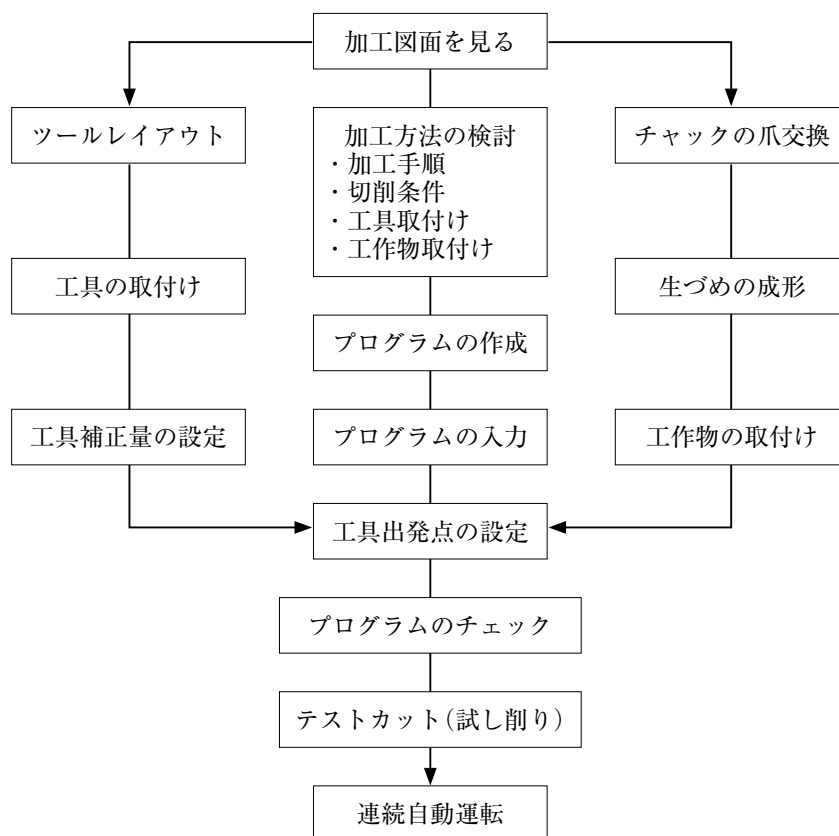 加工図面を見る
ツールレイアウト
加工方法の検討
・加工手順
・切削条件
・工具取付け
・工作物取付け
チャックの爪交換
工具の取付け
生づめの成形
プログラムの作成
工具補正量の設定
プログラムの入力
工作物の取付け
工具出発点の設定
プログラムのチェック
テストカット(試し削り)
連続自動運転